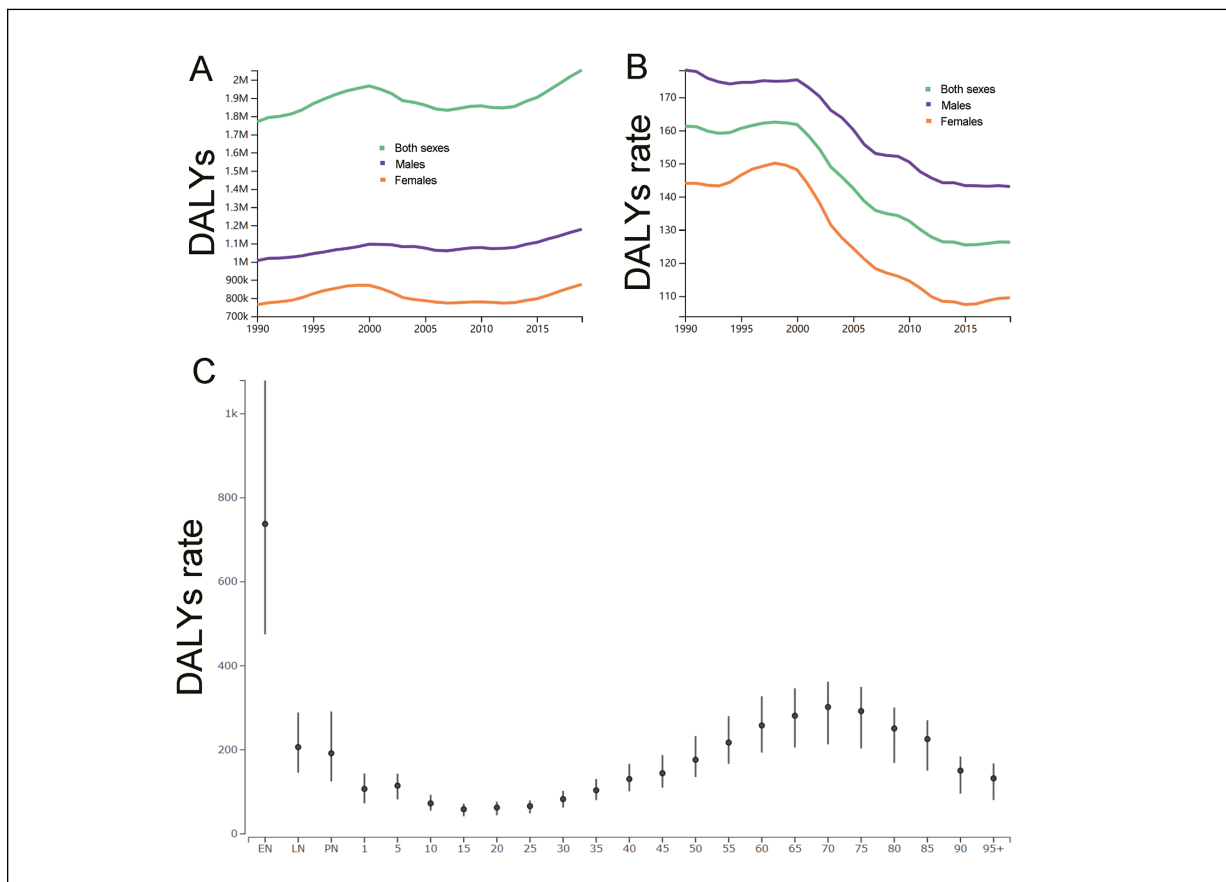 A
2M
1.9M
1.8M
1.7M
1.6M
1.5M
1.4M
1.3M
1.2M
1.1M
1M
900k
800k
700k
DALYs
Both sexes
Males
Females
1990 1995 2000 2005 2010 2015
B
170
160
150
140
130
120
110
DALYs rate
Both sexes
Males
Females
1990 1995 2000 2005 2010 2015
C
1k
800
600
400
200
0
DALYs rate
EN LN PN 1 5 10 15 20 25 30 35 40 45 50 55 60 65 70 75 80 85 90 95+